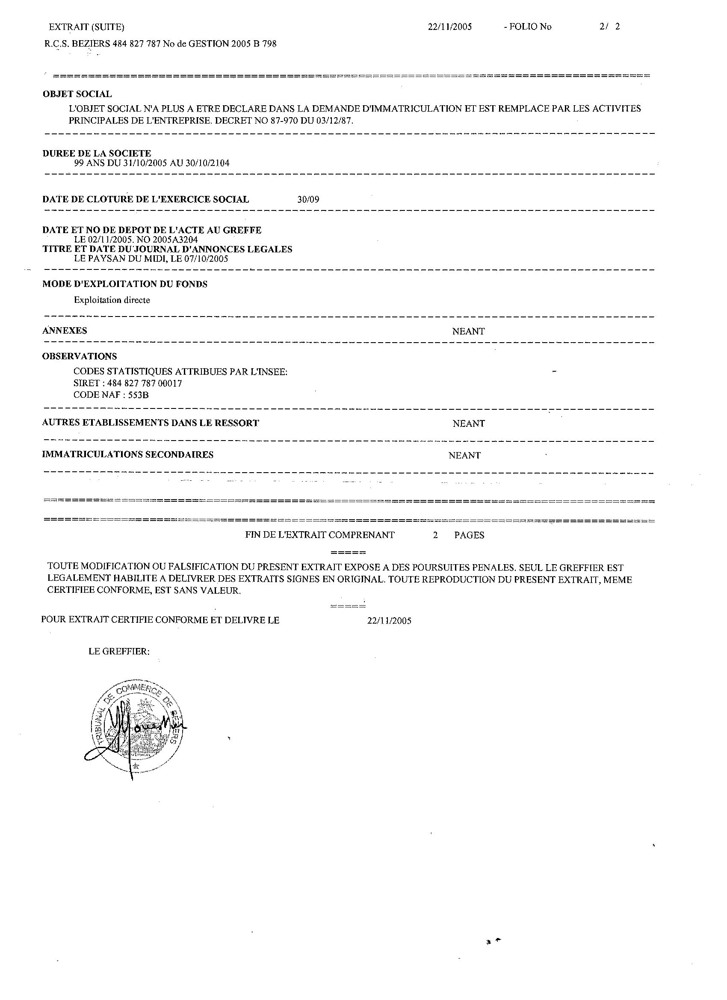 EXTRAIT (SUITE) 22/11/2005 - FOLIO No 2/ 2
R.C.S. BEZIERS 484 827 787 No de GESTION 2005 B 798
OBJET SOCIAL
L'OBJET SOCIAL N'A PLUS A ETRE DECLARE DANS LA DEMANDE D'IMMATRICULATION ET EST REMPLACE PAR LES ACTIVITES
PRINCIPALES DE L'ENTREPRISE. DECRET NO 87-970 DU 03/12/87.
DUREE DE LA SOCIETE
99 ANS DU 31/10/2005 AU 30/10/2104
DATE DE CLOTURE DE L'EXERCICE SOCIAL 30/09
DATE ET NO DE DEPOT DE L'ACTE AU GREFFE
LE 02/11/2005. NO 2005A3204
TITRE ET DATE DU JOURNAL D'ANNONCES LEGALES
LE PAYSAN DU MIDI, LE 07/10/2005
MODE D'EXPLOITATION DU FONDS
Exploitation directe
ANNEXES NEANT
OBSERVATIONS
CODES STATISTIQUES ATTRIBUES PAR L'INSEE:
SIRET : 484 827 787 00017
CODE NAF : 553B
AUTRES ETABLISSEMENTS DANS LE RESSORT NEANT
IMMATRICULATIONS SECONDAIRES NEANT
FIN DE L'EXTRAIT COMPRENANT 2 PAGES
=====
TOUTE MODIFICATION OU FALSIFICATION DU PRESENT EXTRAIT EXPOSE A DES POURSUITES PENALES. SEUL LE GREFFIER EST
LEGALEMENT HABILITE A DELIVRER DES EXTRAITS SIGNES EN ORIGINAL. TOUTE REPRODUCTION DU PRESENT EXTRAIT, MEME
CERTIFIEE CONFORME, EST SANS VALEUR.
=====
POUR EXTRAIT CERTIFIE CONFORME ET DELIVRE LE 22/11/2005
LE GREFFIER:
TRIBUNAL DE COMMERCE DE BEZIERS